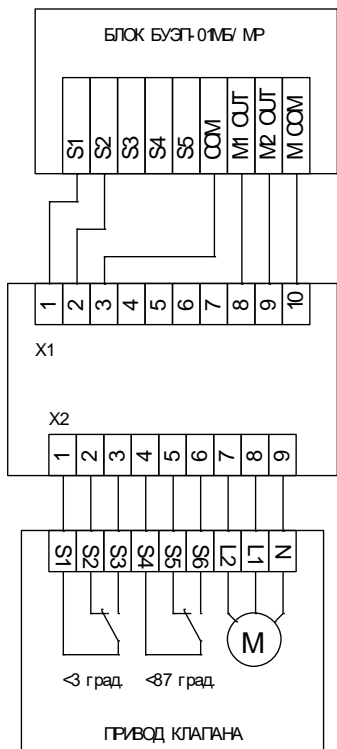 БЛОК БУЭП-01МБ/ МР
S1 S2 S3 S4 S5 COM M1 OUT M2 OUT M COM
1 2 3 4 5 6 7 8 9 10
X1
X2
1 2 3 4 5 6 7 8 9
S1 S2 S3 S4 S5 S6 L2 L1 N
M
<3 град. <87 град.
ПРИВОД КЛАПАНА